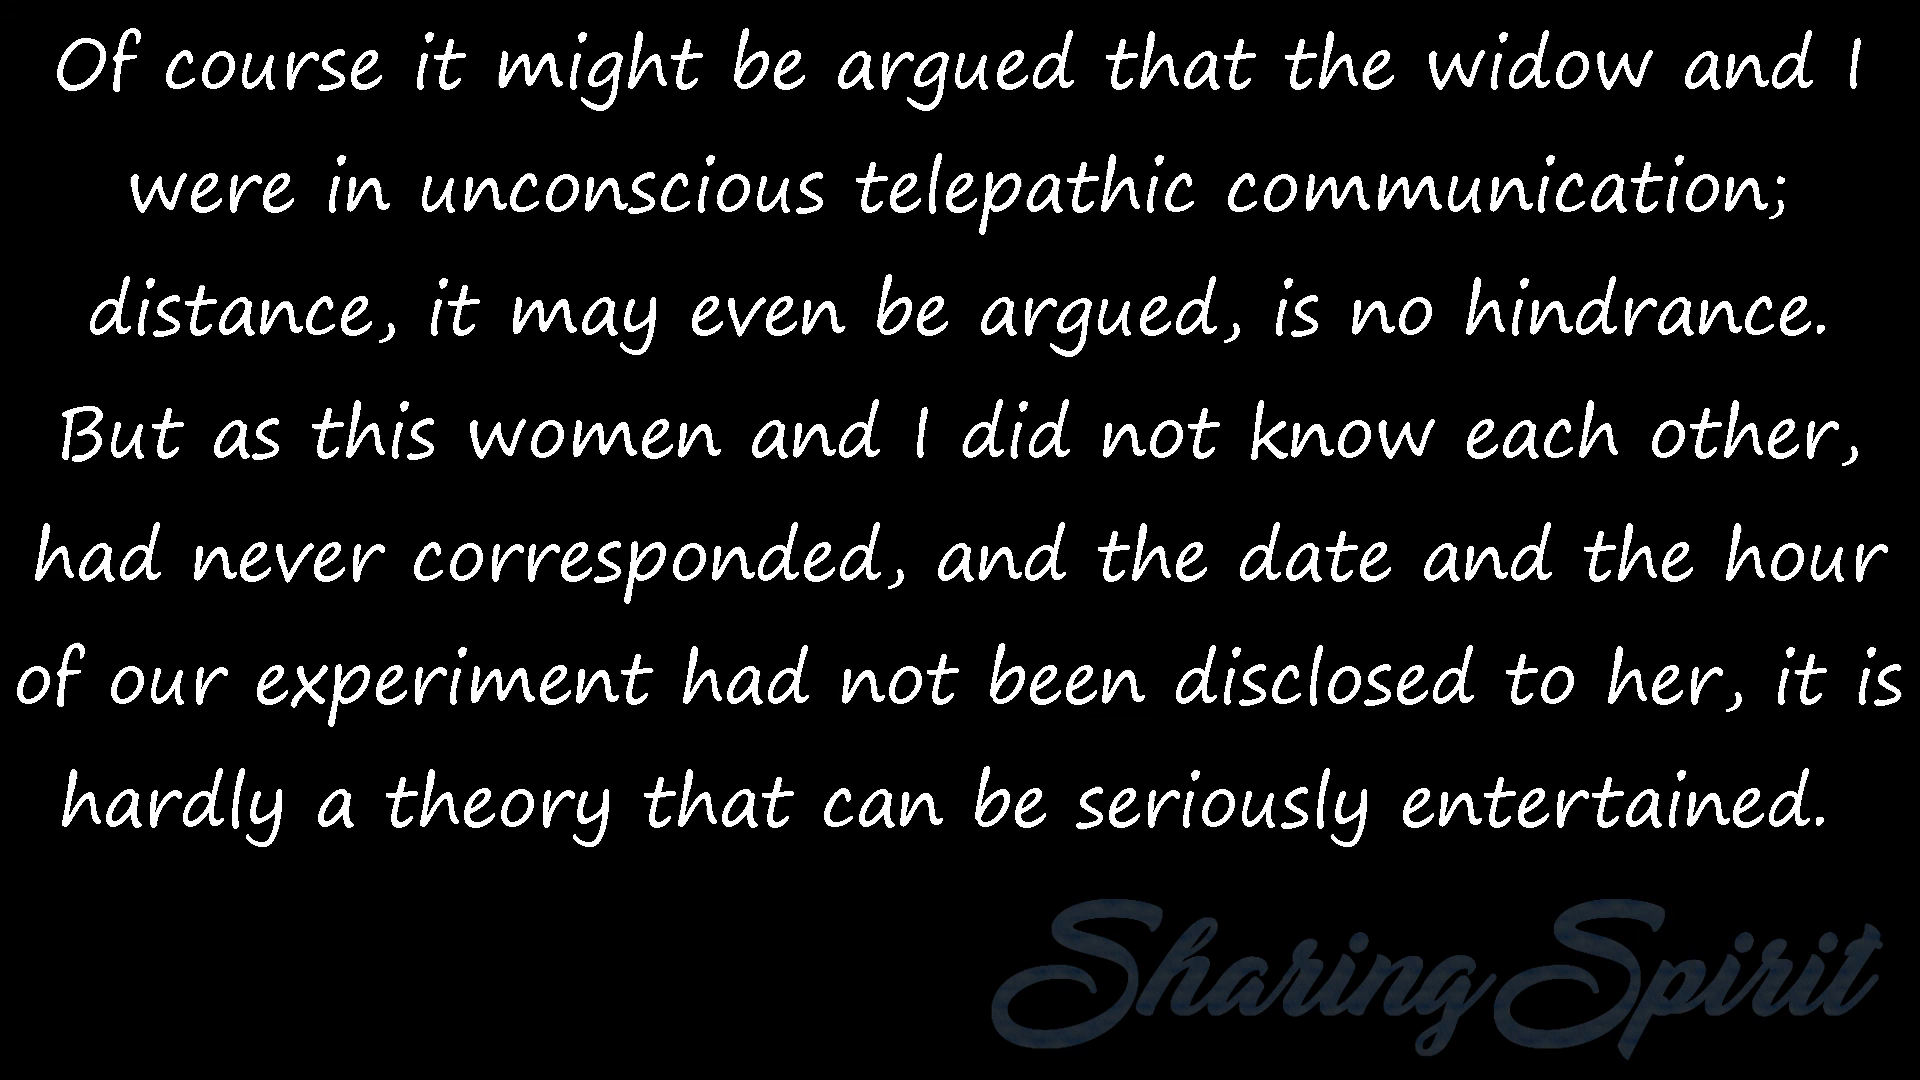 Of course it might be argued that the widow and I
were in unconscious telepathic communication;
distance, it may even be argued, is no hindrance.
But as this women and I did not know each other,
had never corresponded, and the date and the hour
of our experiment had not been disclosed to her, it is
hardly a theory that can be seriously entertained.
Sharing Spirit